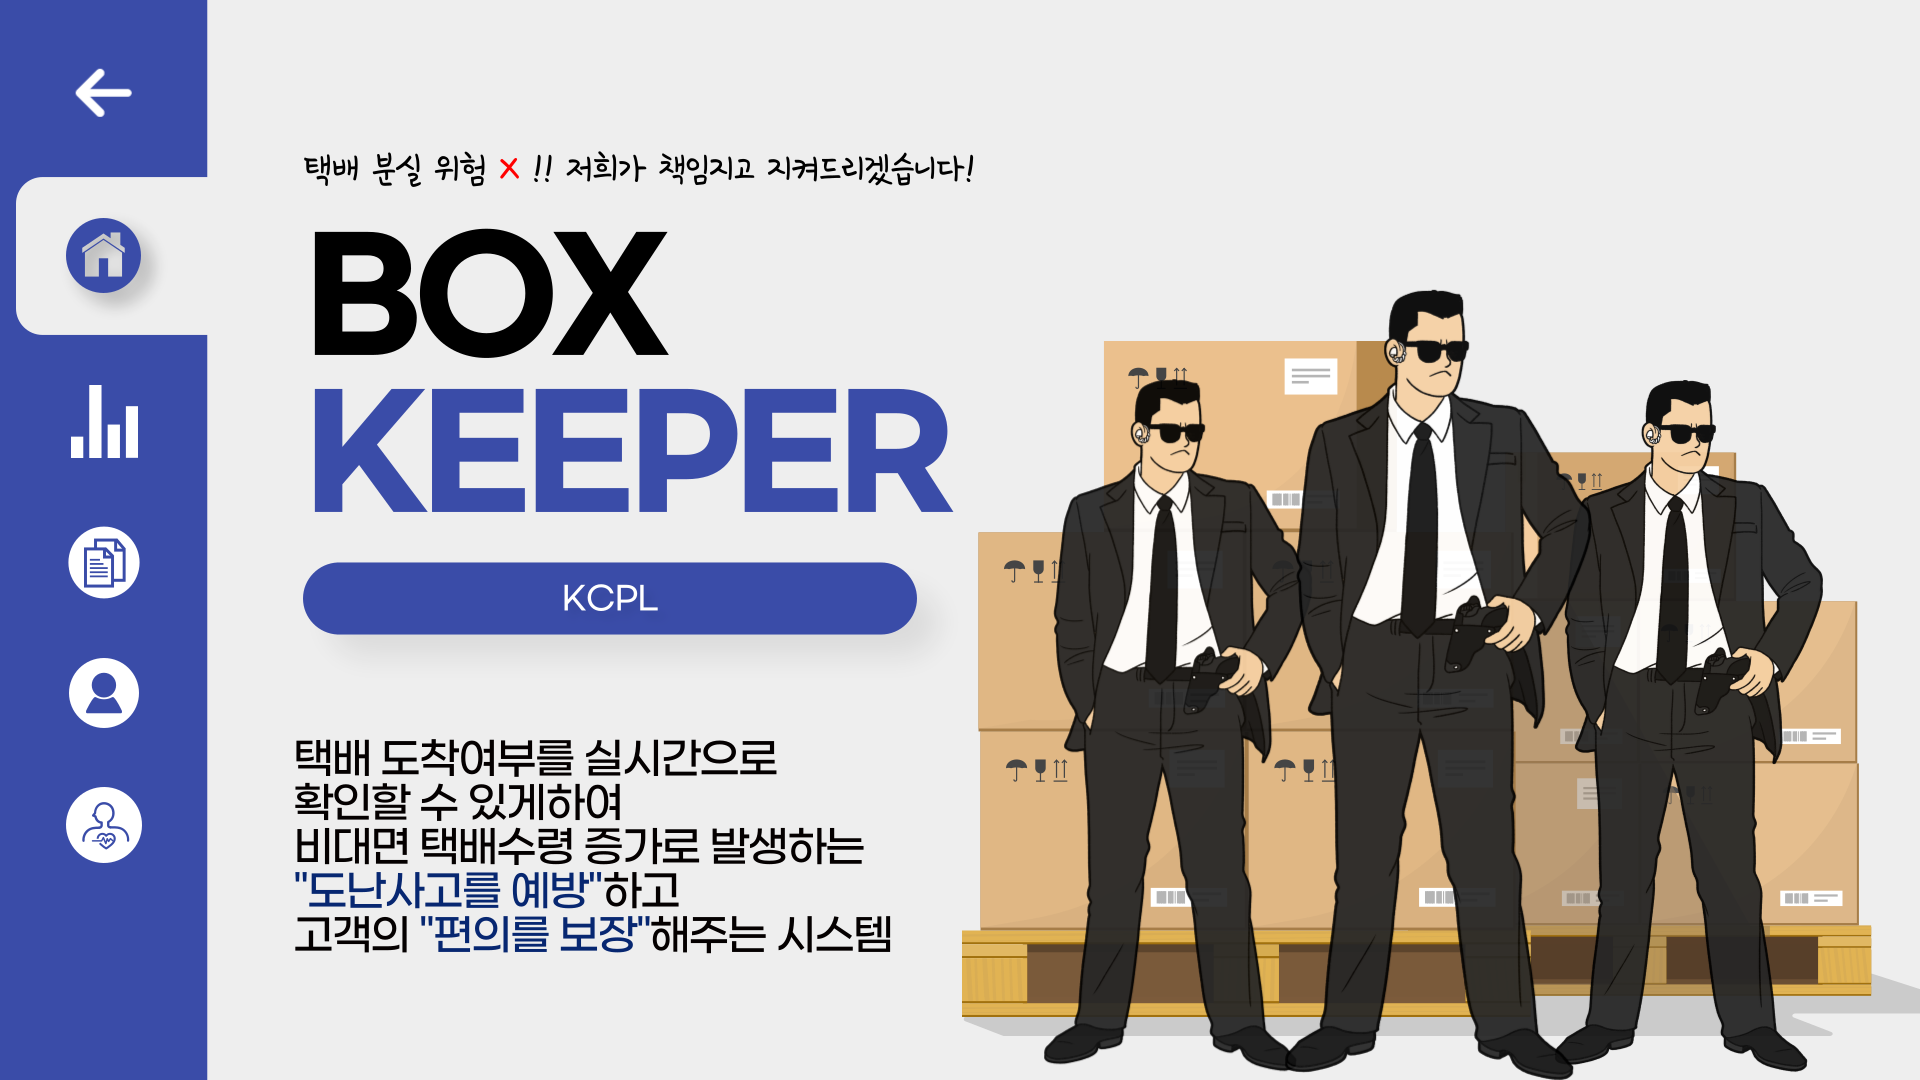 택배 분실 위험 X !! 저희가 책임지고 지켜드리겠습니다!
BOX
KEEPER
KCPL
택배 도착여부를 실시간으로
확인할 수 있게하여
비대면 택배수령 증가로 발생하는
"도난사고를 예방"하고
고객의 "편의를 보장"해주는 시스템